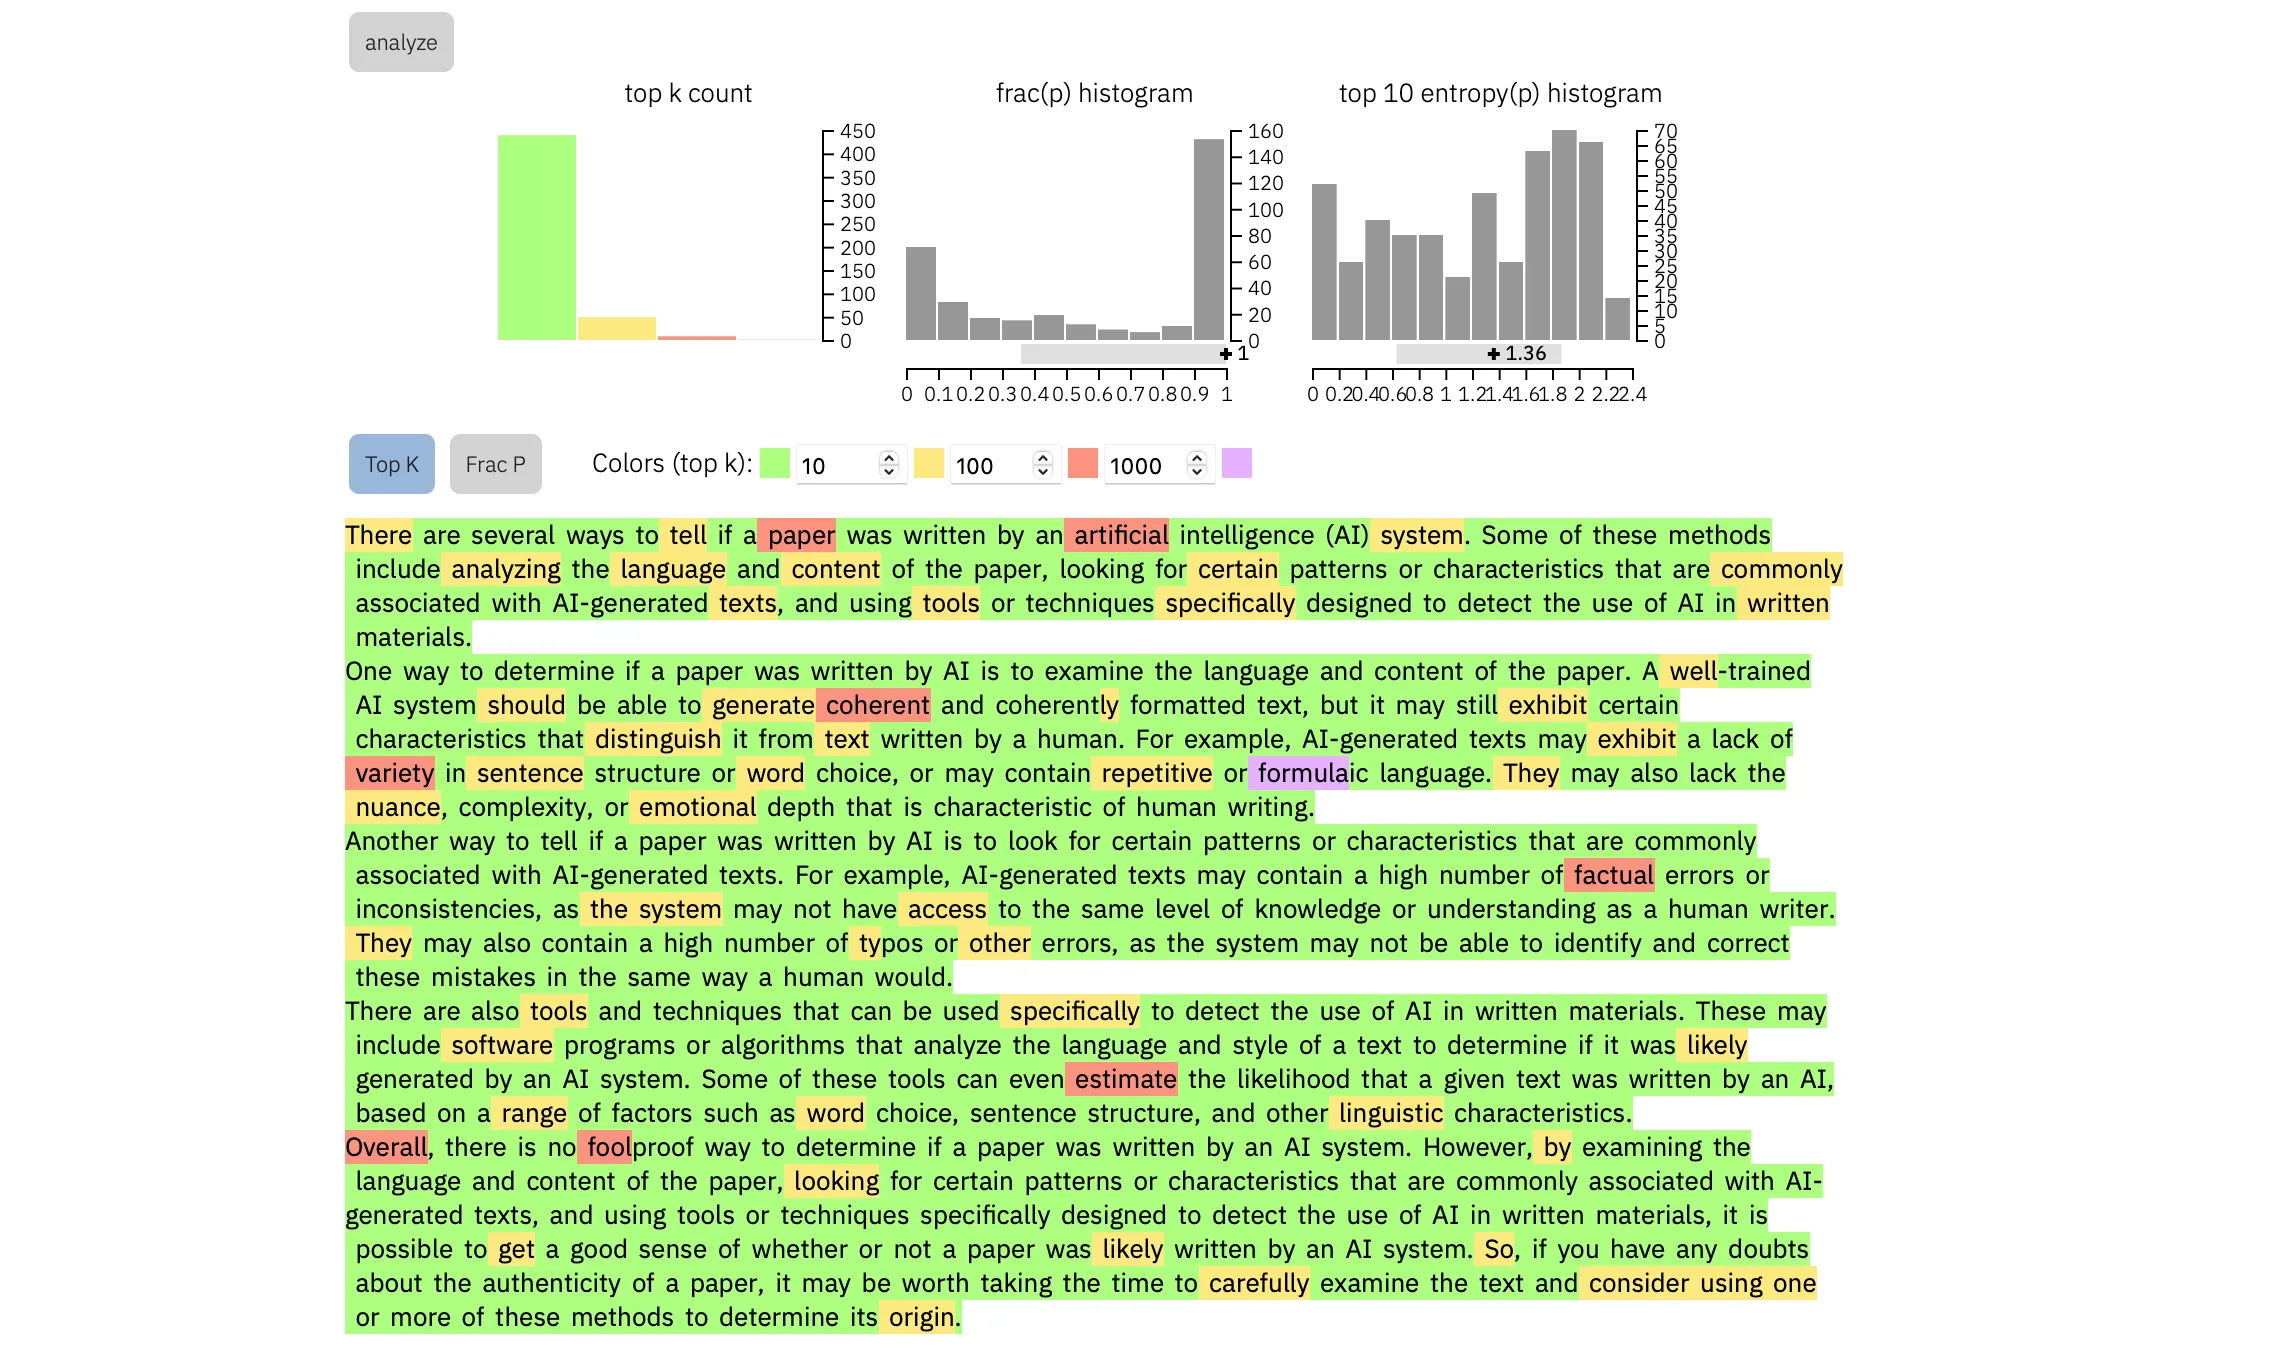 analyze
top k count
frac(p) histogram
top 10 entropy(p) histogram
450
400
350
300
250
200
150
100
50
0
160
140
120
100
80
60
40
20
0
1
0 0.1 0.2 0.3 0.4 0.5 0.6 0.7 0.8 0.9 1
70
65
60
55
50
45
40
35
30
25
20
15
10
5
0
1.36
0 0.2 0.4 0.6 0.8 1 1.2 1.4 1.6 1.8 2 2.2 2.4
Top K Frac P Colors (top k): 10 100 1000
There are several ways to tell if a paper was written by an artificial intelligence (AI) system. Some of these methods
include analyzing the language and content of the paper, looking for certain patterns or characteristics that are commonly
associated with AI-generated texts, and using tools or techniques specifically designed to detect the use of AI in written
materials.
One way to determine if a paper was written by AI is to examine the language and content of the paper. A well-trained
AI system should be able to generate coherent and coherently formatted text, but it may still exhibit certain
characteristics that distinguish it from text written by a human. For example, AI-generated texts may exhibit a lack of
variety in sentence structure or word choice, or may contain repetitive or formulaic language. They may also lack the
nuance, complexity, or emotional depth that is characteristic of human writing.
Another way to tell if a paper was written by AI is to look for certain patterns or characteristics that are commonly
associated with AI-generated texts. For example, AI-generated texts may contain a high number of factual errors or
inconsistencies, as the system may not have access to the same level of knowledge or understanding as a human writer.
They may also contain a high number of typos or other errors, as the system may not be able to identify and correct
these mistakes in the same way a human would.
There are also tools and techniques that can be used specifically to detect the use of AI in written materials. These may
include software programs or algorithms that analyze the language and style of a text to determine if it was likely
generated by an AI system. Some of these tools can even estimate the likelihood that a given text was written by an AI,
based on a range of factors such as word choice, sentence structure, and other linguistic characteristics.
Overall, there is no foolproof way to determine if a paper was written by an AI system. However, by examining the
language and content of the paper, looking for certain patterns or characteristics that are commonly associated with AI-
generated texts, and using tools or techniques specifically designed to detect the use of AI in written materials, it is
possible to get a good sense of whether or not a paper was likely written by an AI system. So, if you have any doubts
about the authenticity of a paper, it may be worth taking the time to carefully examine the text and consider using one
or more of these methods to determine its origin.